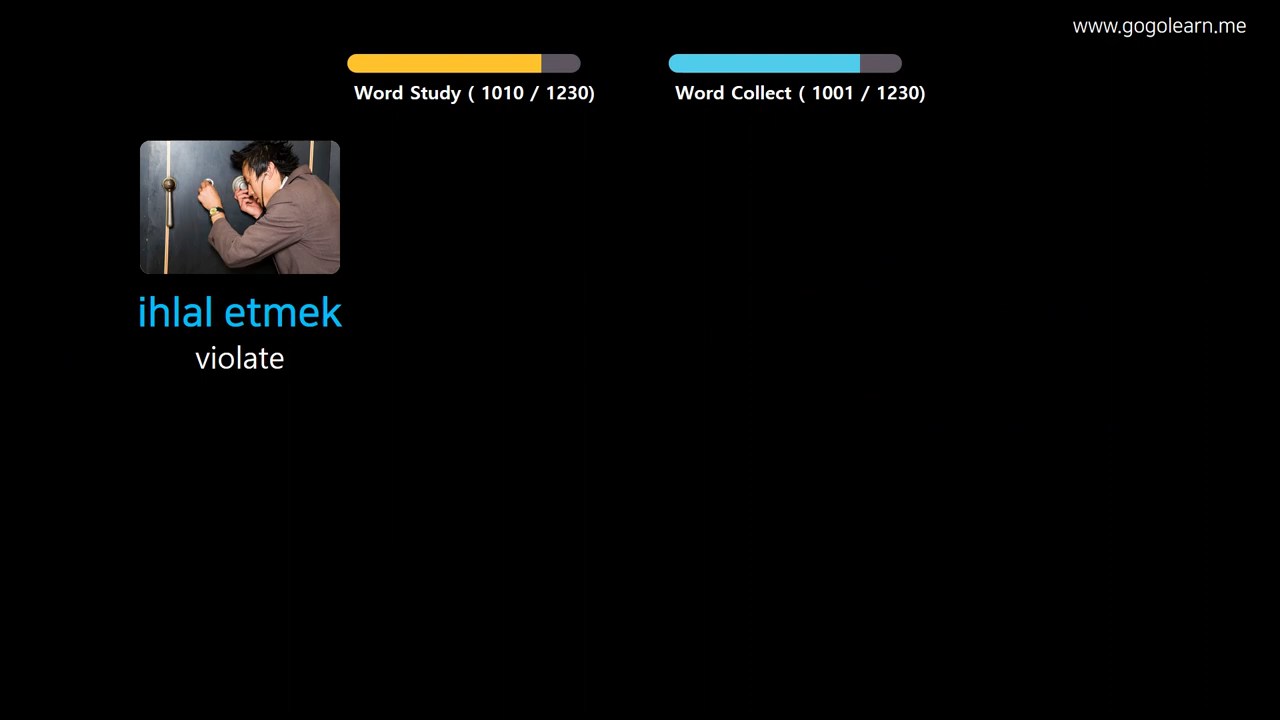 www.gogolearn.me
Word Study ( 1010 / 1230)
Word Collect ( 1001 / 1230)
ihlal etmek
violate